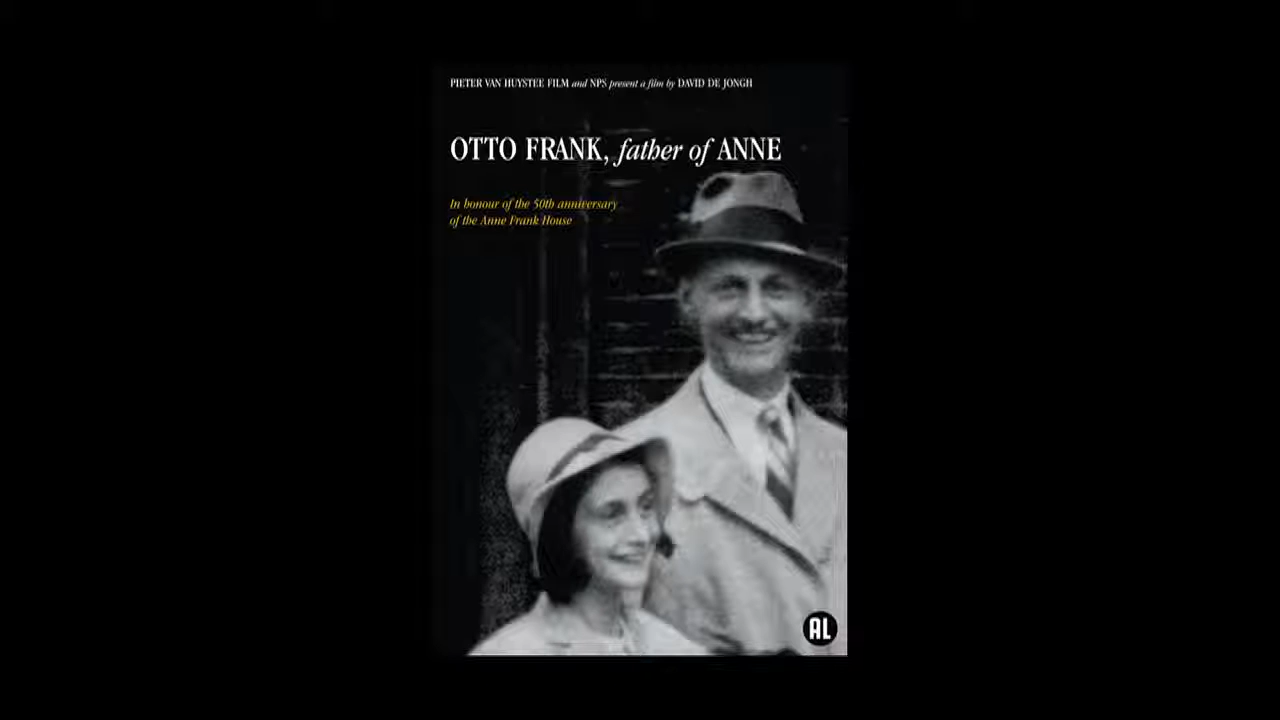 PIETER VAN HUYSTEE FILM and NPS present a film by DAVID DE JONGH
OTTO FRANK, father of ANNE
In honour of the 50th anniversary
of the Anne Frank House
AL